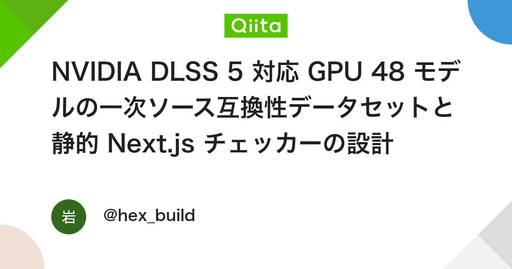 Qiita
NVIDIA DLSS 5 対応 GPU 48 モデ
ルの一次ソース互換性データセットと
静的 Next.js チェッカーの設計
岩
@hex_build